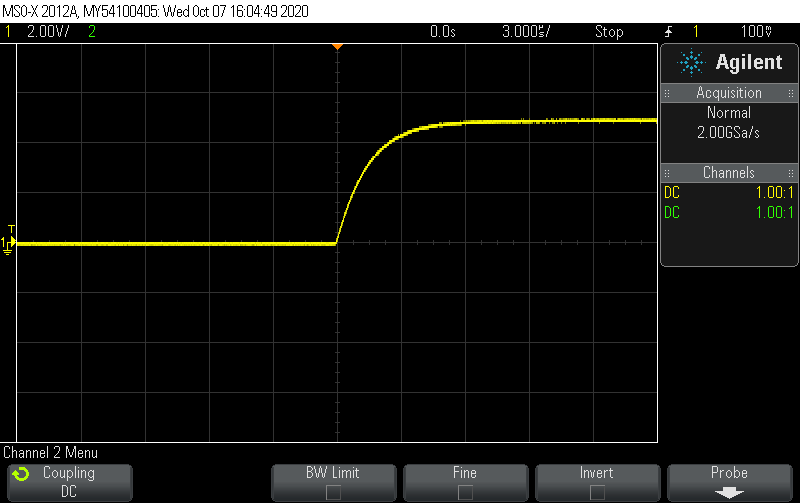 MSO-X 2012A, MY54100405: Wed Oct 07 16:04:49 2020
1 2.00V/ 2 0.0s 3.000㎲/ Stop 1 100㎷
Agilent
Acquisition
Normal
2.00GSa/s
Channels
DC 1.00:1
DC 1.00:1
T
1
Channel 2 Menu
Coupling
DC
BW Limit
Fine
Invert
Probe